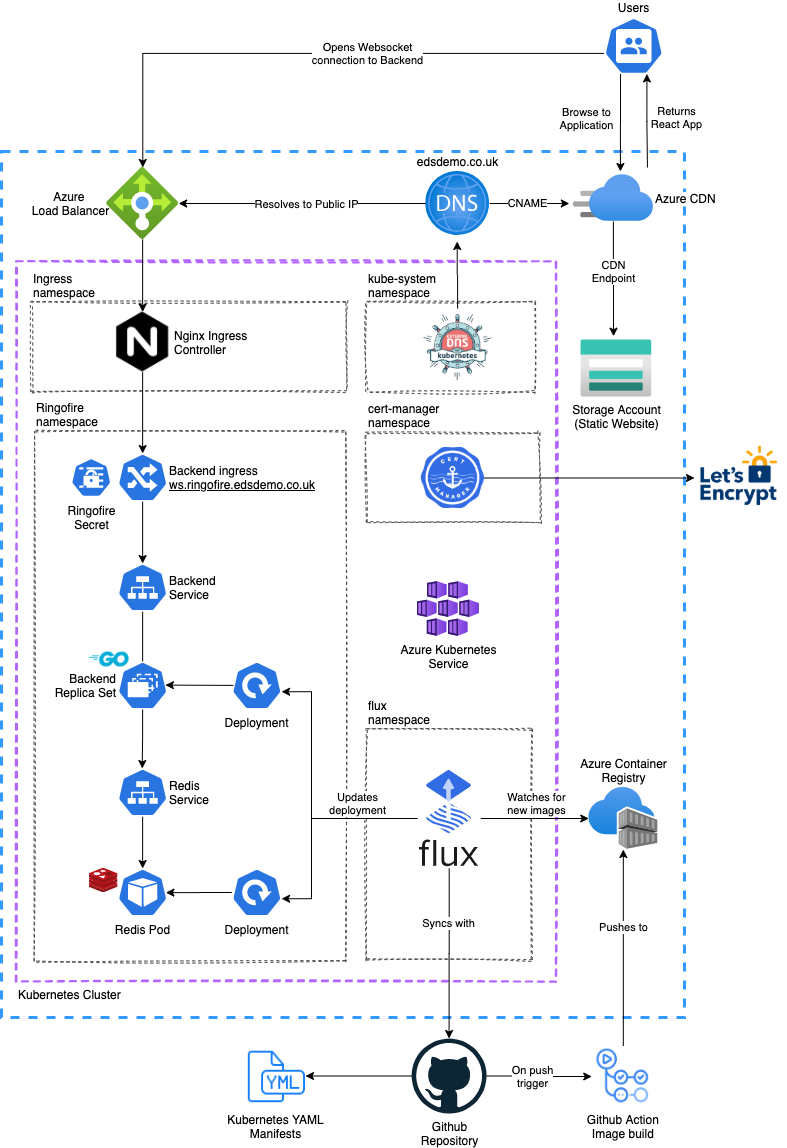 Users
Opens Websocket
connection to Backend
Browse to
Application
Returns
React App
edsdemo.co.uk
Azure
Load Balancer
Resolves to Public IP
DNS
CNAME
Azure CDN
CDN
Endpoint
Ingress
namespace
kube-system
namespace
Nginx Ingress
Controller
N
EXTERNAL
DNS
kubernetes
Storage Account
(Static Website)
Ringofire
namespace
cert-manager
namespace
Backend ingress
ws.ringofire.edsdemo.co.uk
Ringofire
Secret
CERT
MANAGER
Let's
Encrypt
Backend
Service
Azure Kubernetes
Service
GO
Backend
Replica Set
Deployment
flux
namespace
Redis
Service
Updates
deployment
flux
Watches for
new images
Azure Container
Registry
Redis Pod
Deployment
Syncs with
Pushes to
Kubernetes Cluster
YML
Kubernetes YAML
Manifests
Github
Repository
On push
trigger
Github Action
Image build